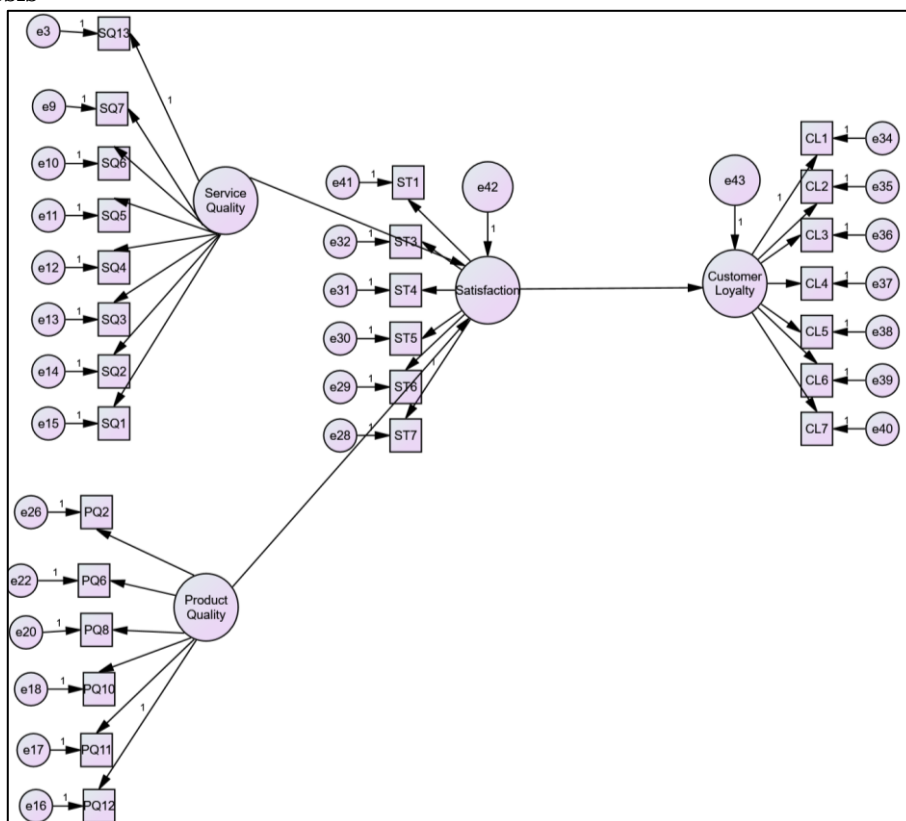 e3 1 SQ13
1
e9 1 SQ7
e10 1 SQ6
e11 1 SQ5
e12 1 SQ4
e13 1 SQ3
e14 1 SQ2
e15 1 SQ1
Service
Quality
e26 1 PQ2
e22 1 PQ6
e20 1 PQ8
e18 1 PQ10
1
e17 1 PQ11
e16 1 PQ12
Product
Quality
e41 1 ST1
e32 1 ST3
e31 1 ST4
e30 1 ST5
1
e29 1 ST6
e28 1 ST7
e42
1
Satisfaction
e43
1
Customer
Loyalty
1
CL1 1 e34
CL2 1 e35
CL3 1 e36
CL4 1 e37
CL5 1 e38
CL6 1 e39
CL7 1 e40